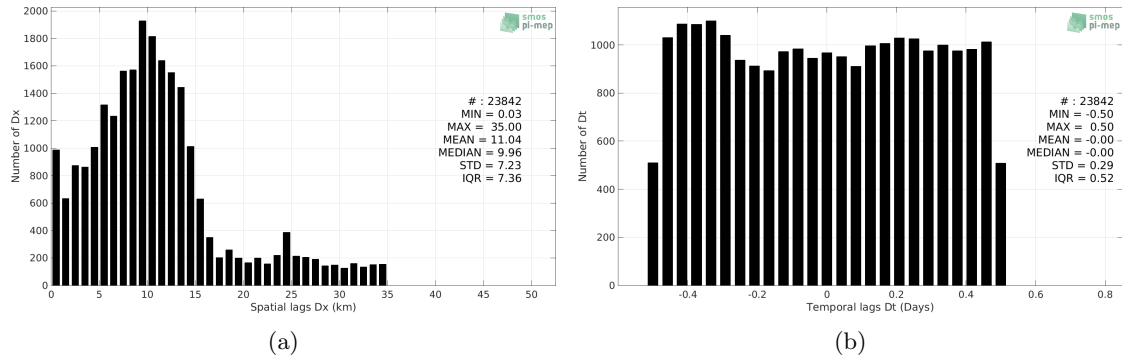 smos
pi-mep
2000
1800
1600
1400
1200
1000
800
600
400
200
0
Number of Dx
# : 23842
MIN = 0.03
MAX = 35.00
MEAN = 11.04
MEDIAN = 9.96
STD = 7.23
IQR = 7.36
0 5 10 15 20 25 30 35 40 45 50
Spatial lags Dx (km)
(a)
smos
pi-mep
1000
800
600
400
200
0
Number of Dt
# : 23842
MIN = -0.50
MAX = 0.50
MEAN = -0.00
MEDIAN = -0.00
STD = 0.29
IQR = 0.52
-0.4 -0.2 0 0.2 0.4 0.6 0.8
Temporal lags Dt (Days)
(b)